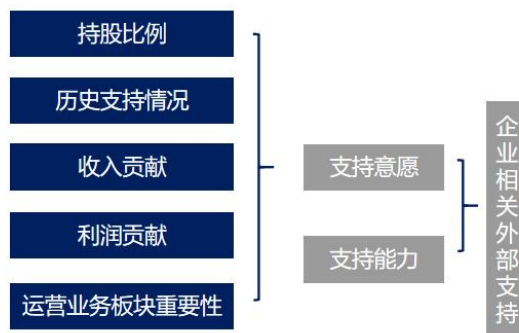 持股比例
历史支持情况
收入贡献
利润贡献
运营业务板块重要性
支持意愿
支持能力
企业相关外部支持